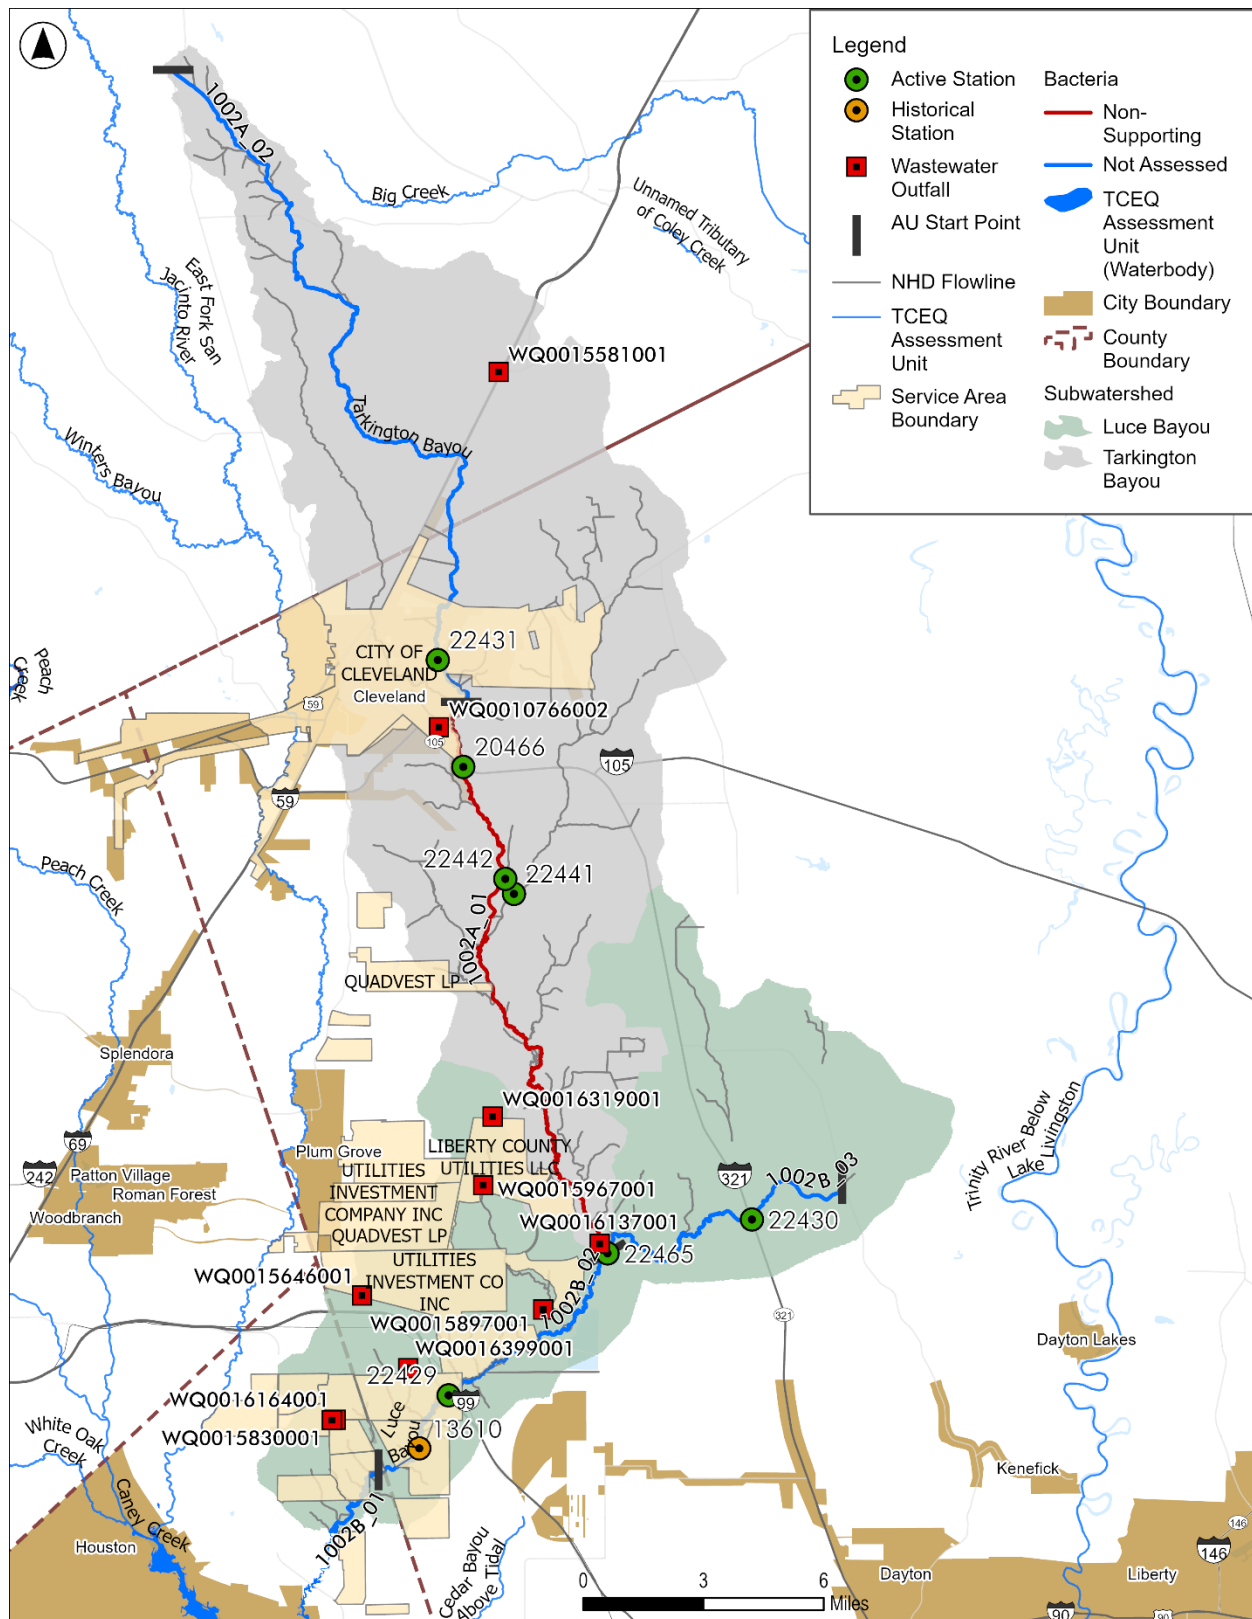 Legend
Active Station
Historical
Station
Wastewater
Outfall
AU Start Point
NHD Flowline
TCEQ
Assessment
Unit
Service Area
Boundary
Bacteria
Non-
Supporting
Not Assessed
TCEQ
Assessment
Unit
(Waterbody)
City Boundary
County
Boundary
Subwatershed
Luce Bayou
Tarkington
Bayou
1002A_02
Big Creek
Unnamed Tributary
of Coley Creek
East Fork San
Jacinto River
WQ0015581001
Tarkington Bayou
Winters Bayou
22431
CITY OF
CLEVELAND
Cleveland
Peach
Creek
59
WQ0010766002
105
20466
105
59
22442
22441
Peach Creek
1002A_01
QUADVEST LP
Splendora
Trinity River Below
Lake Livingston
WQ0016319001
69
Plum Grove
LIBERTY COUNTY
UTILITIES LLC
242
Patton Village
Roman Forest
Woodbranch
UTILITIES
INVESTMENT
COMPANY INC
QUADVEST LP
WQ0015967001
321
1002B_03
WQ0016137001
22430
22465
UTILITIES
INVESTMENT CO
INC
WQ0015646001
1002B_02
WQ0015897001
321
Dayton Lakes
WQ0016399001
22429
99
WQ0016164001
Luce
Bayou
13610
WQ0015830001
White Oak
Creek
Kenefick
Caney Creek
1002B_01
Houston
Cedar Bayou
Above Tidal
146
146
Dayton
Liberty
0
3
6
Miles
90
90